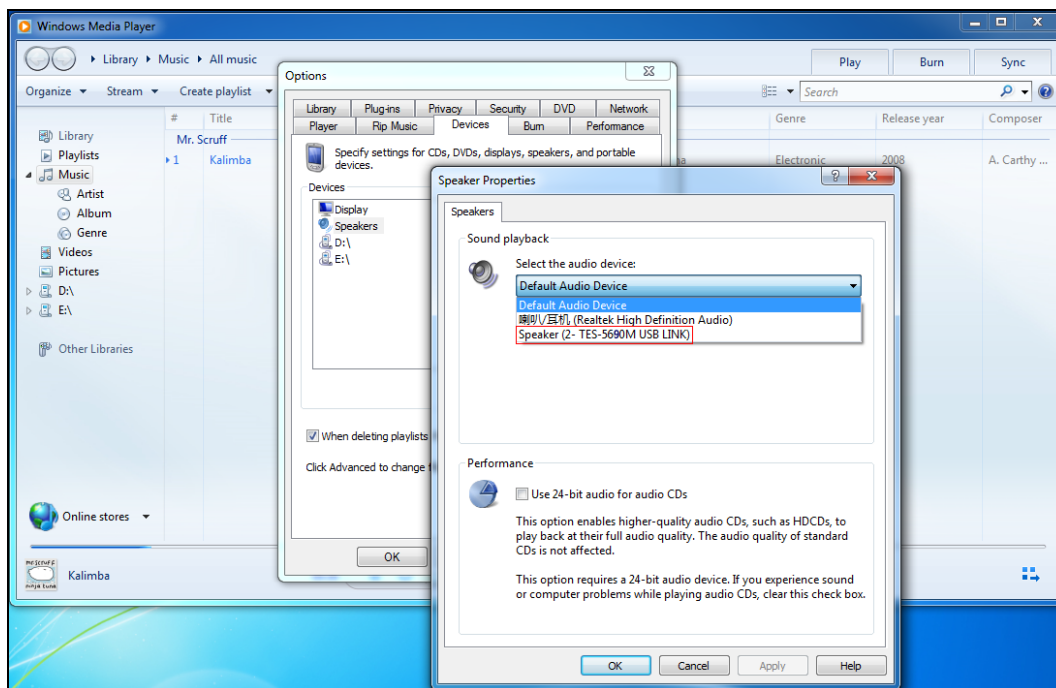 Windows Media Player
Library Music All music
Play Burn Sync
Organize Stream Create playlist
Search
# Title Genre Release year Composer
Library
Playlists
Music
Artist
Album
Genre
Videos
Pictures
D:\
E:\
Other Libraries
Mr. Scruff
1 Kalimba Electronic 2008 A. Carthy ...
Online stores
Kalimba
Options
Library Plug-ins Privacy Security DVD Network
Player Rip Music Devices Burn Performance
Specify settings for CDs, DVDs, displays, speakers, and portable
devices.
Devices
Display
Speakers
D:\
E:\
When deleting playlists
Click Advanced to change
OK
Speaker Properties
Speakers
Sound playback
Select the audio device:
Default Audio Device
Default Audio Device
喇叭/耳机 (Realtek High Definition Audio)
Speaker (2- TES-5690M USB LINK)
Performance
Use 24-bit audio for audio CDs
This option enables higher-quality audio CDs, such as HDCDs, to
play back at their full audio quality. The audio quality of standard
CDs is not affected.
This option requires a 24-bit audio device. If you experience sound
or computer problems while playing audio CDs, clear this check box.
OK Cancel Apply Help